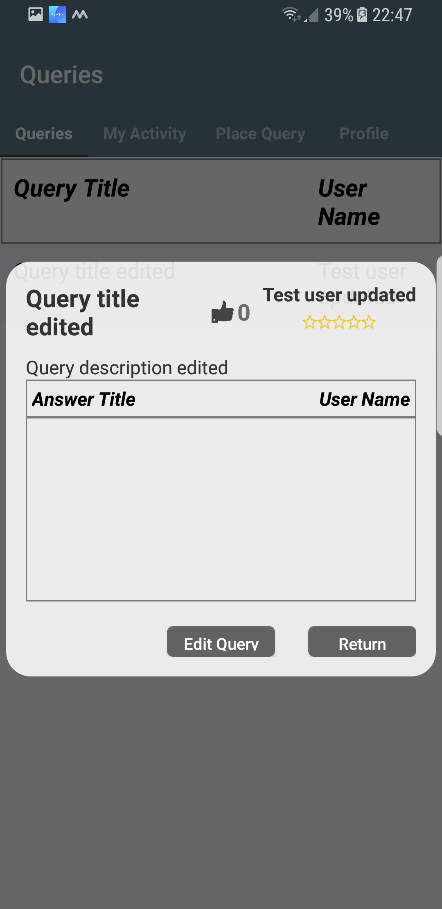 39% 22:47
Queries
Queries My Activity Place Query Profile
Query Title User
Name
Query title edited Test user
Query title Test user updated
edited 0
Query description edited
Answer Title User Name
Edit Query Return